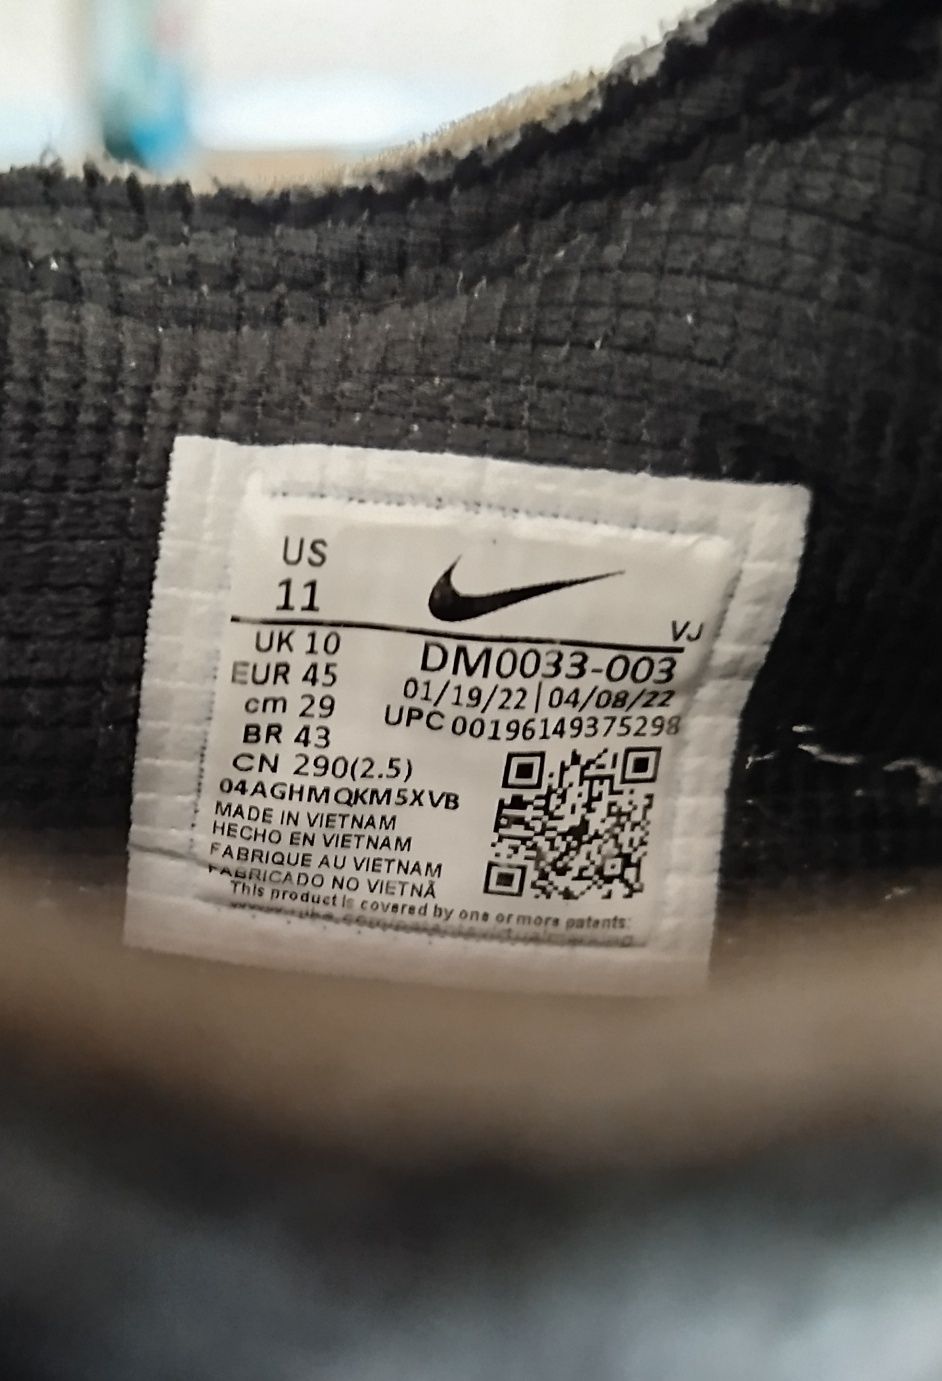 US
11
VJ
UK 10
EUR 45
cm 29
BR 43
CN 290(2.5)
DM0033-003
01/19/22 | 04/08/22
UPC 00196149375298
04AGHMQKM5XVB
MADE IN VIETNAM
HECHO EN VIETNAM
FABRIQUE AU VIETNAM
FABRICADO NO VIETNÃ
This product is covered by one or more patents: